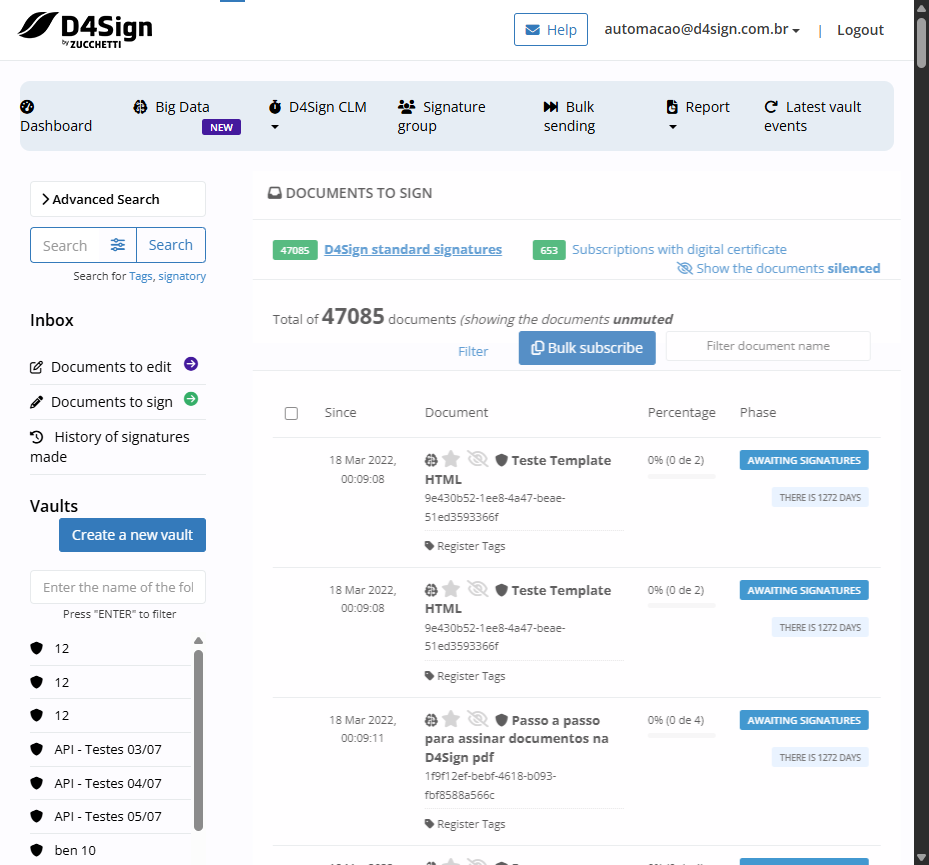 D4Sign
by ZUCCHETTI
Help
automacao@d4sign.com.br
|
Logout
Dashboard
Big Data
NEW
D4Sign CLM
Signature
group
Bulk
sending
Report
Latest vault
events
Advanced Search
Search
Search
Search for Tags, signatory
Inbox
Documents to edit
Documents to sign
History of signatures
made
Vaults
Create a new vault
Enter the name of the fol
Press "ENTER" to filter
12
12
12
API - Testes 03/07
API - Testes 04/07
API - Testes 05/07
ben 10
DOCUMENTS TO SIGN
47085 D4Sign standard signatures
653 Subscriptions with digital certificate
Show the documents silenced
Total of 47085 documents (showing the documents unmuted
Filter
Bulk subscribe
Filter document name
Since Document Percentage Phase
18 Mar 2022,
00:09:08
Teste Template
HTML
9e430b52-1ee8-4a47-beae-
51ed3593366f
Register Tags
0% (0 de 2)
AWAITING SIGNATURES
THERE IS 1272 DAYS
18 Mar 2022,
00:09:08
Teste Template
HTML
9e430b52-1ee8-4a47-beae-
51ed3593366f
Register Tags
0% (0 de 2)
AWAITING SIGNATURES
THERE IS 1272 DAYS
18 Mar 2022,
00:09:11
Passo a passo
para assinar documentos na
D4Sign pdf
1f9f12ef-bebf-4618-b093-
fbf8588a566c
Register Tags
0% (0 de 4)
AWAITING SIGNATURES
THERE IS 1272 DAYS